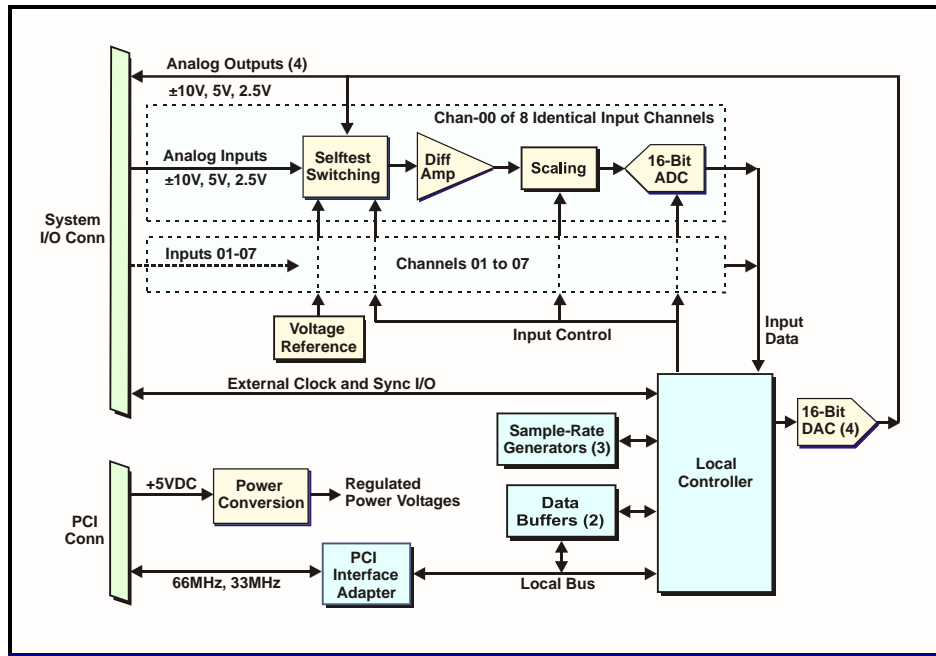 Analog Outputs (4)
±10V, 5V, 2.5V
Chan-00 of 8 Identical Input Channels
Analog Inputs
±10V, 5V, 2.5V
Selftest
Switching
Diff
Amp
Scaling
16-Bit
ADC
System
I/O Conn
Inputs 01-07
Channels 01 to 07
Voltage
Reference
Input Control
Input
Data
External Clock and Sync I/O
16-Bit
DAC (4)
Sample-Rate
Generators (3)
Local
Controller
+5VDC
Power
Conversion
Regulated
Power Voltages
Data
Buffers (2)
PCI
Conn
66MHz, 33MHz
PCI
Interface
Adapter
Local Bus